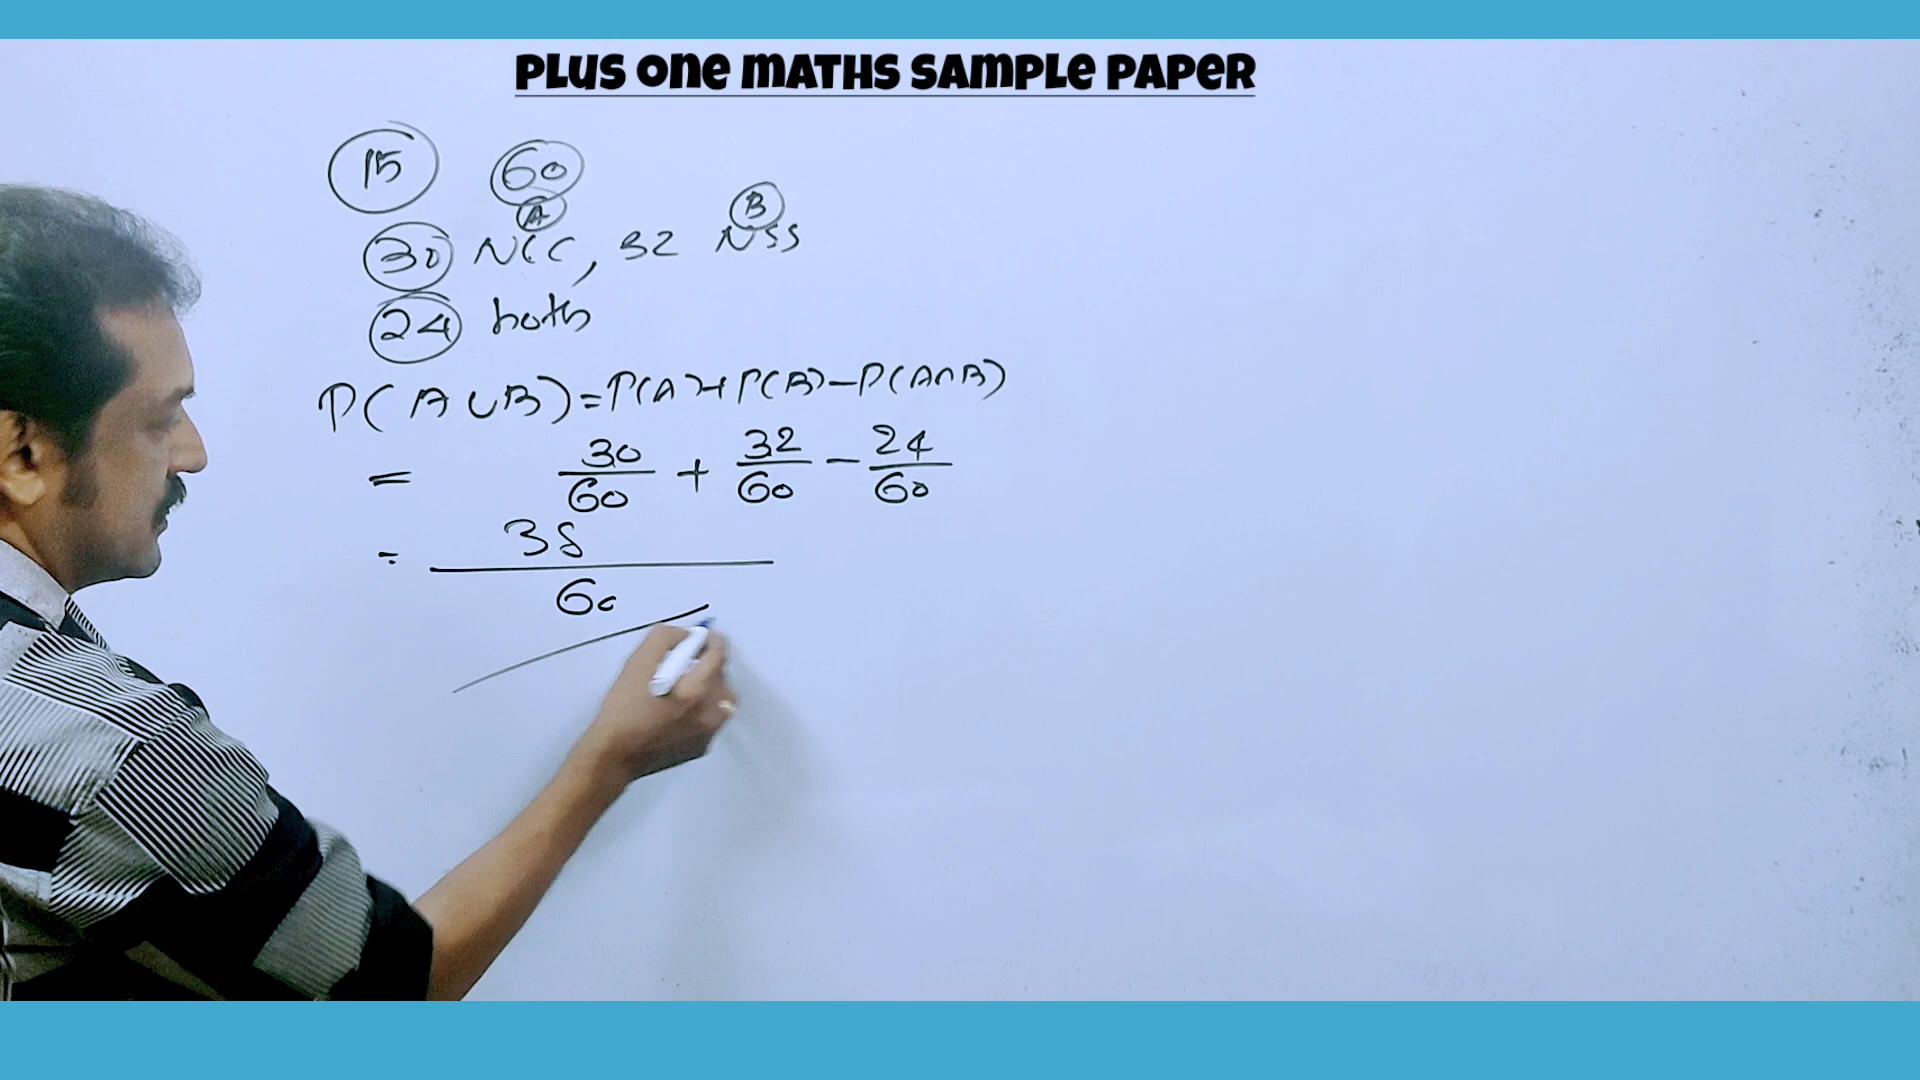 PLUS ONE MATHS SAMPLE PAPER
15 60
A B
30 NCC, 32 NSS
24 both
P(A∪B)=P(A)+P(B)-P(A∩B)
= 30/60 + 32/60 - 24/60
= 38/60